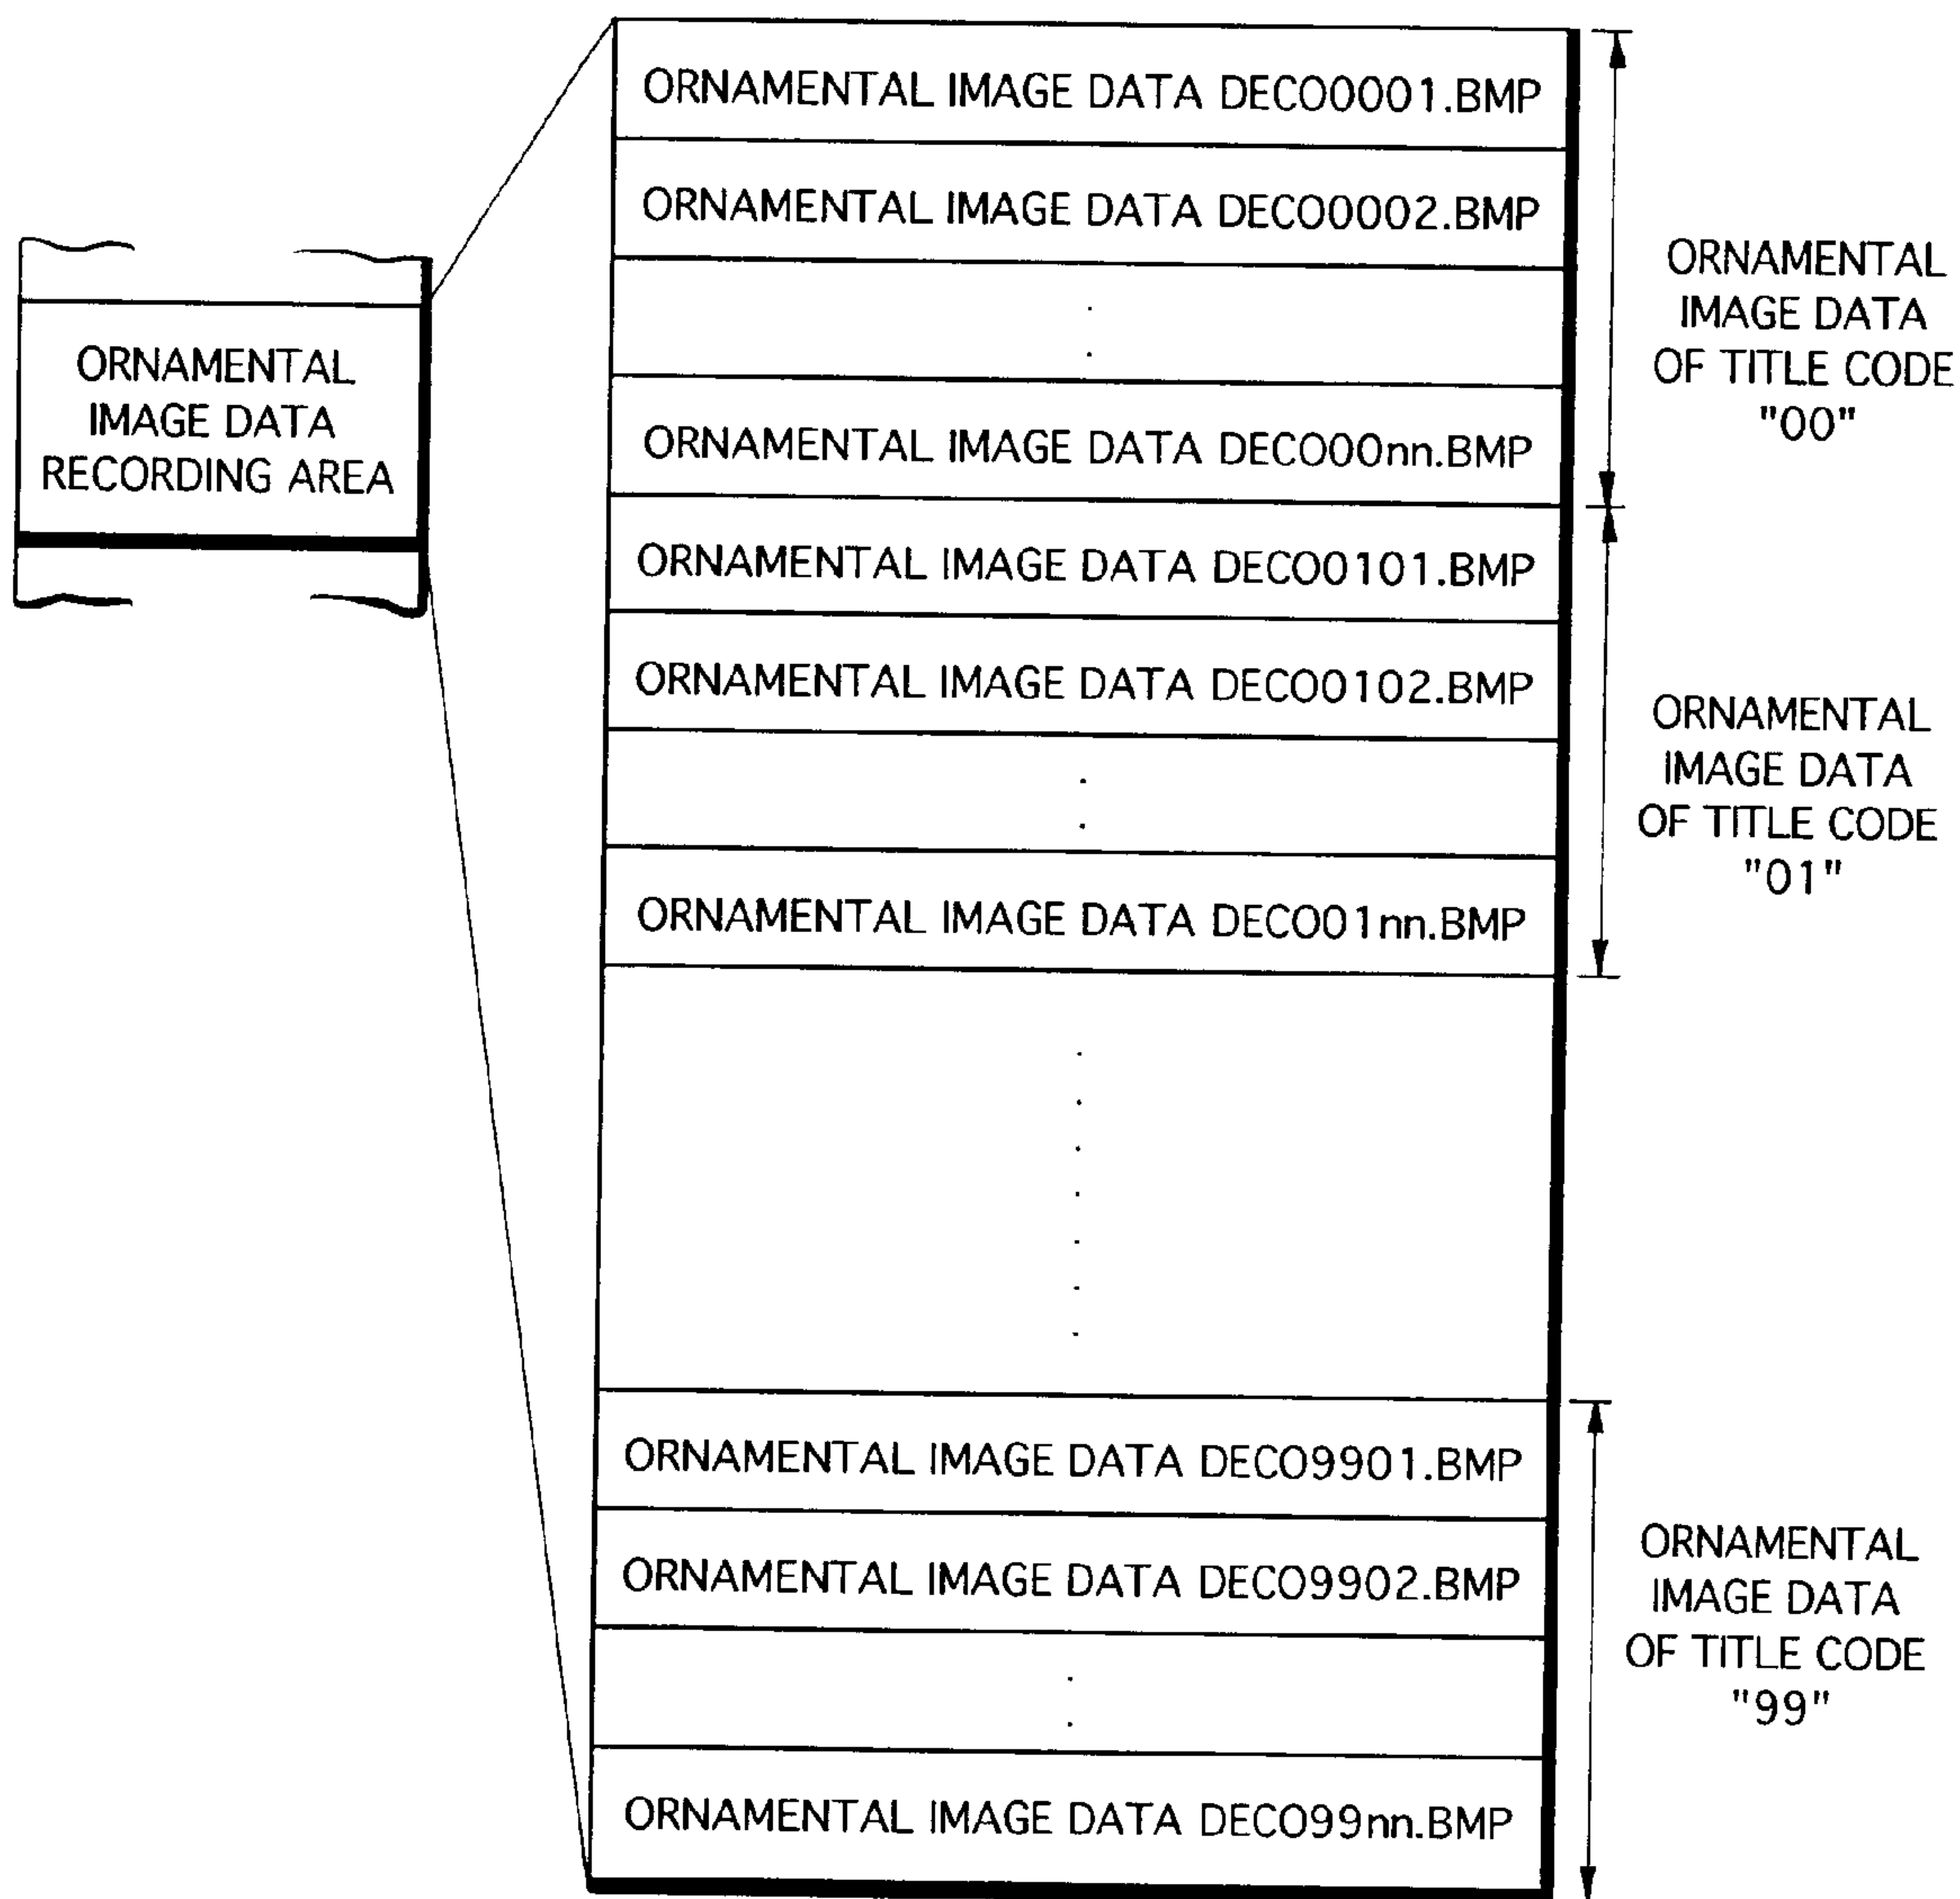 ORNAMENTAL
IMAGE DATA
RECORDING AREA
ORNAMENTAL IMAGE DATA DECO0001.BMP
ORNAMENTAL IMAGE DATA DECO0002.BMP
ORNAMENTAL IMAGE DATA DECO00nn.BMP
ORNAMENTAL
IMAGE DATA
OF TITLE CODE
"00"
ORNAMENTAL IMAGE DATA DECO0101.BMP
ORNAMENTAL IMAGE DATA DECO0102.BMP
ORNAMENTAL IMAGE DATA DECO01nn.BMP
ORNAMENTAL
IMAGE DATA
OF TITLE CODE
"01"
ORNAMENTAL IMAGE DATA DECO9901.BMP
ORNAMENTAL IMAGE DATA DECO9902.BMP
ORNAMENTAL IMAGE DATA DECO99nn.BMP
ORNAMENTAL
IMAGE DATA
OF TITLE CODE
"99"